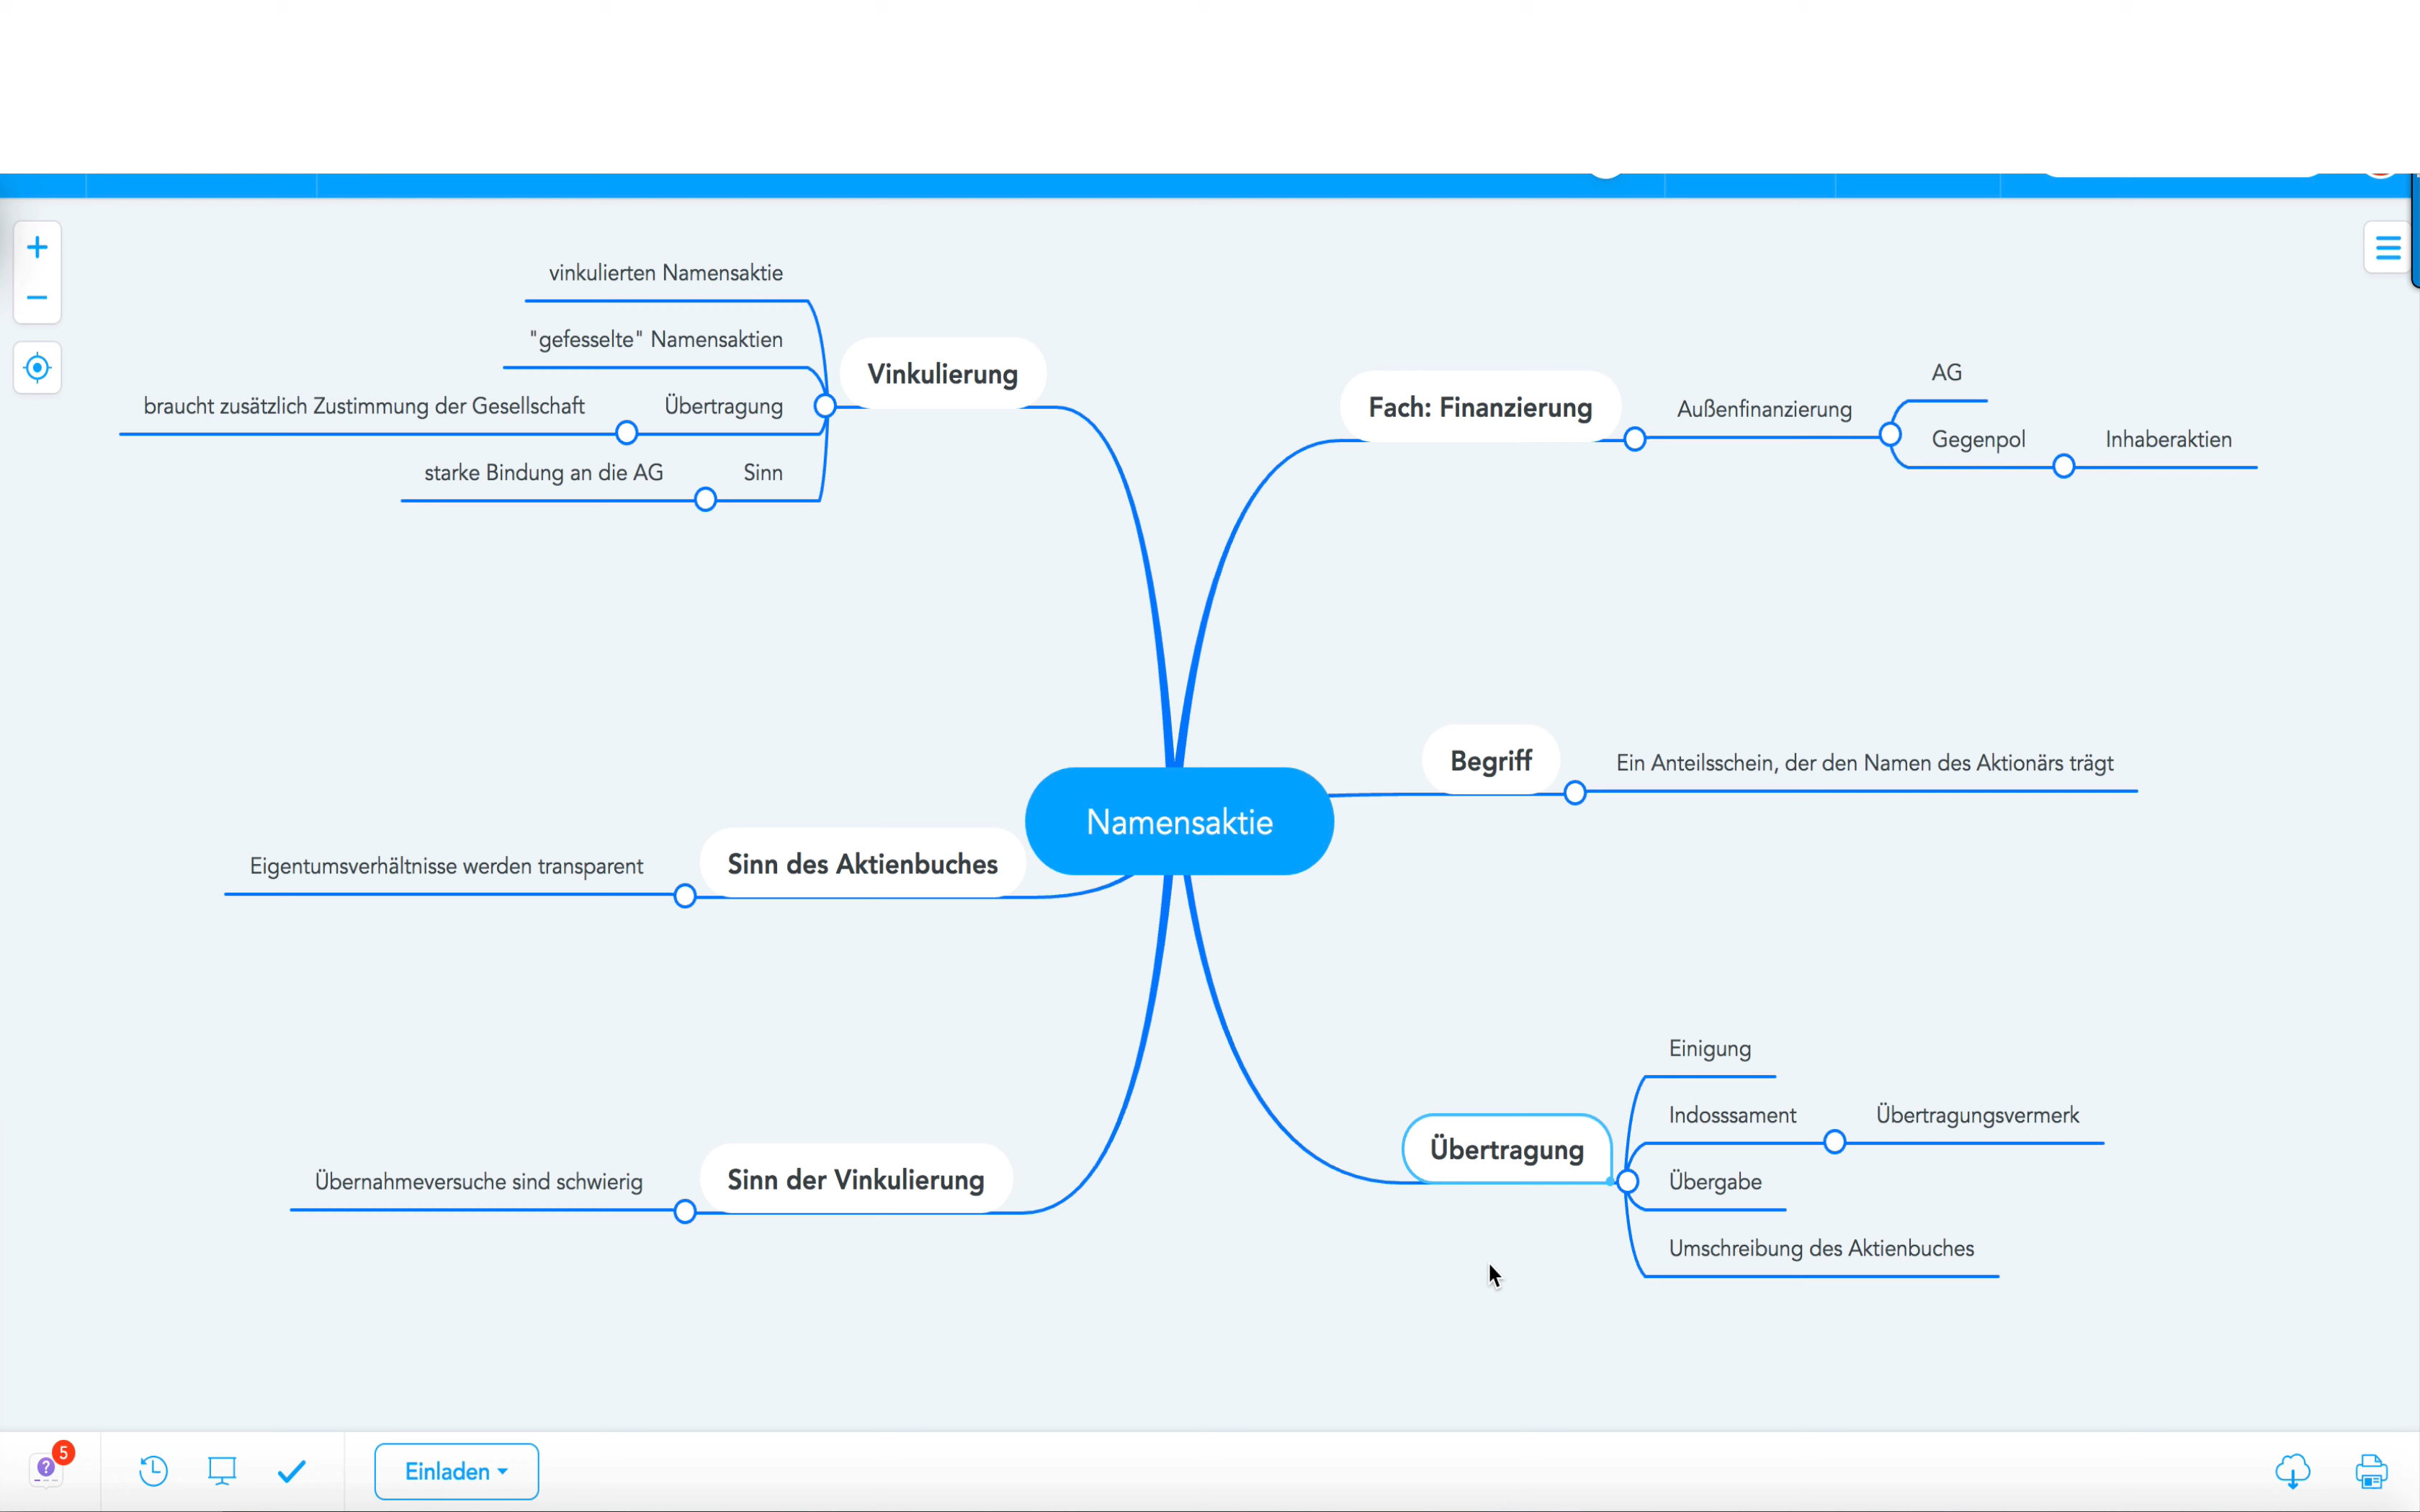 vinkulierten Namensaktie
"gefesselte" Namensaktien
Vinkulierung
braucht zusätzlich Zustimmung der Gesellschaft
Übertragung
starke Bindung an die AG
Sinn
Fach: Finanzierung
Außenfinanzierung
AG
Gegenpol
Inhaberaktien
Begriff
Ein Anteilsschein, der den Namen des Aktionärs trägt
Namensaktie
Sinn des Aktienbuches
Eigentumsverhältnisse werden transparent
Sinn der Vinkulierung
Übernahmeversuche sind schwierig
Übertragung
Einigung
Indosssament
Übertragungsvermerk
Übergabe
Umschreibung des Aktienbuches
5
Einladen